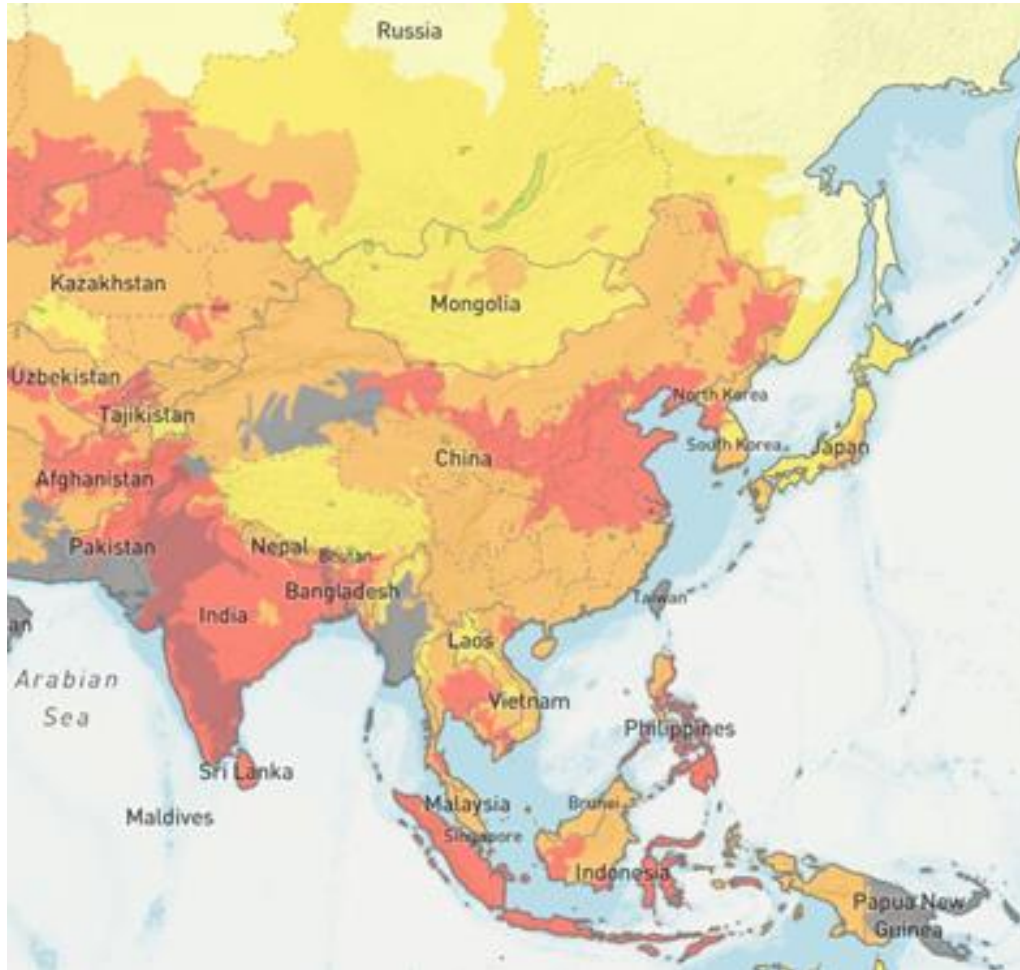 Russia
Kazakhstan
Mongolia
Uzbekistan
Tajikistan
North Korea
South Korea
Japan
China
Afghanistan
Pakistan
Nepal
Bhutan
Bangladesh
India
Taiwan
an
Laos
Arabian
Sea
Vietnam
Philippines
Sri Lanka
Maldives
Malaysia
Brunei
Singapore
Indonesia
Papua New
Guinea